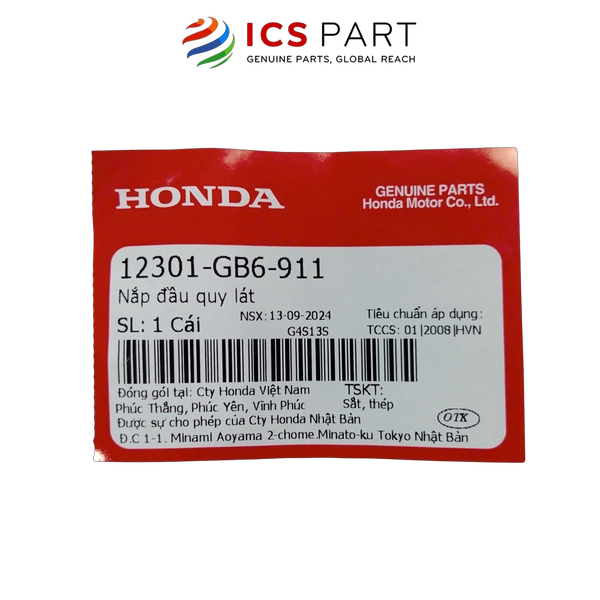 ICS PART
GENUINE PARTS, GLOBAL REACH
HONDA
GENUINE PARTS
Honda Motor Co., Ltd.
12301-GB6-911
Nắp đầu quy lát
SL: 1 Cái
NSX: 13-09-2024
G4S13S
Tiêu chuẩn áp dụng:
TCCS: 01|2008|HVN
Đóng gói tại: Cty Honda Việt Nam
Phúc Thắng, Phúc Yên, Vĩnh Phúc
Được sự cho phép của Cty Honda Nhật Bản
Đ.C 1-1. Minami Aoyama 2-chome.Minato-ku Tokyo Nhật Bản
TSKT:
Sắt, thép
OTK